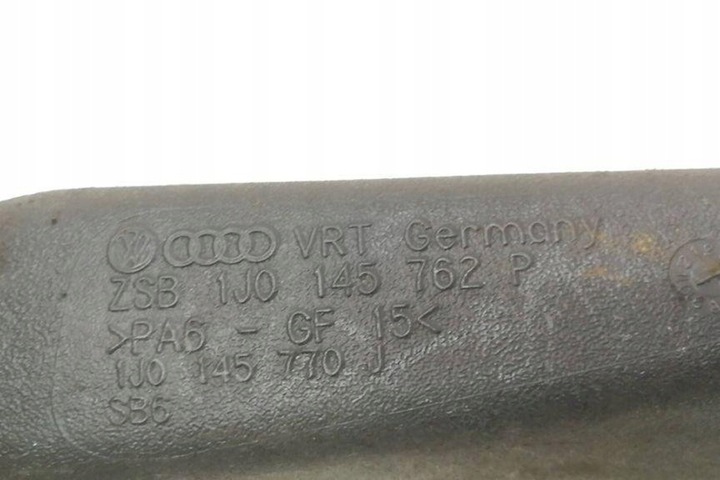 VRT Germany
ZSB 1J0 145 762 P
>PA6 - GF 15<
1J0 145 770 J
SB6